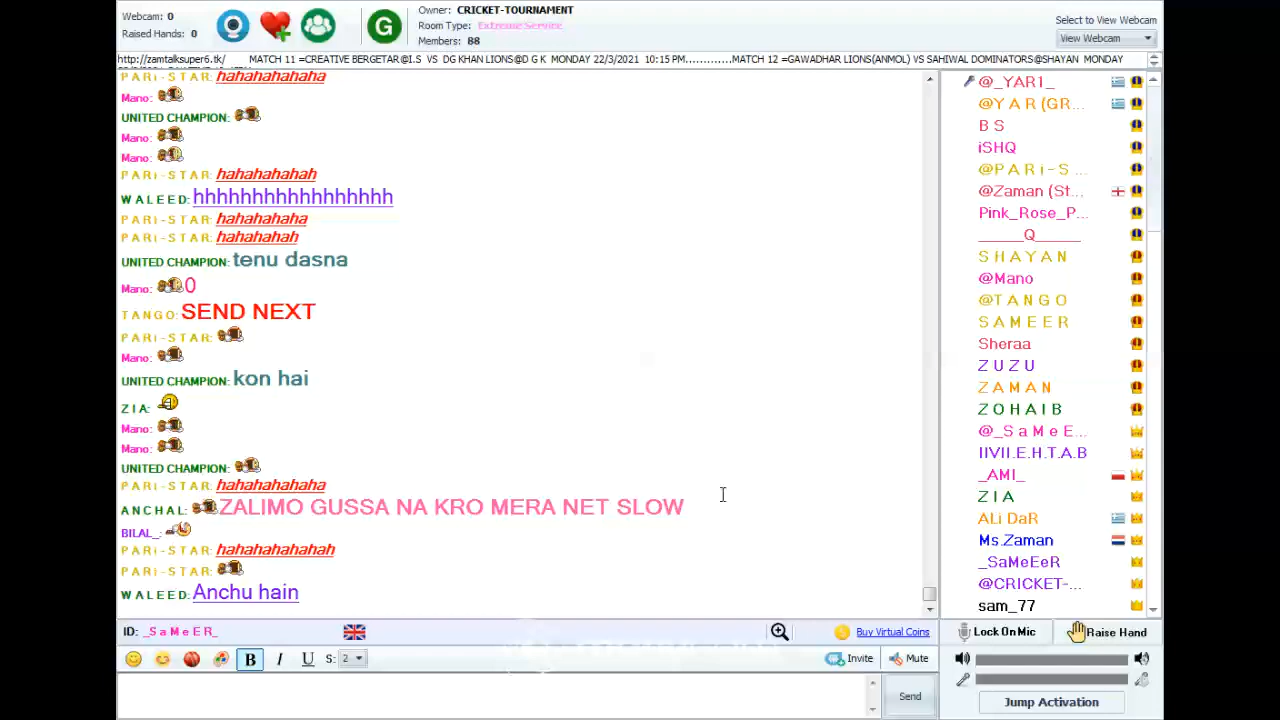 Webcam: 0
Raised Hands: 0
Owner: CRICKET-TOURNAMENT
Room Type: Extreme Service
Members: 88
Select to View Webcam
View Webcam
http://zamtalksuper6.tk/ MATCH 11 =CREATIVE BERGETAR@I.S VS DG KHAN LIONS@D G K MONDAY 22/3/2021 10:15 PM.............MATCH 12 =GAWADHAR LIONS(ANMOL) VS SAHIWAL DOMINATORS@SHAYAN MONDAY
PARi-STAR: hahahahahaha
Mano:
UNITED CHAMPION:
Mano:
Mano:
PARi-STAR: hahahahahah
WALEED: hhhhhhhhhhhhhhhhh
PARi-STAR: hahahahaha
PARi-STAR: hahahahah
UNITED CHAMPION: tenu dasna
Mano: 0
TANGO: SEND NEXT
PARi-STAR:
Mano:
UNITED CHAMPION: kon hai
ZIA:
Mano:
Mano:
UNITED CHAMPION:
PARi-STAR: hahahahahaha
ANCHAL: ZALIMO GUSSA NA KRO MERA NET SLOW
BILAL_:
PARi-STAR: hahahahahahah
PARi-STAR:
WALEED: Anchu hain
@_YAR1_
@Y A R (GR...
B S
iSHQ
@PARi-S ...
@Zaman (St...
Pink_Rose_P...
_____Q______
S H A Y A N
@Mano
@T A N G O
S A M E E R
Sheraa
Z U Z U
Z A M A N
Z O H A I B
@_S a M e E...
IIVII.E.H.T.A.B
_AMI_
Z I A
ALi DaR
Ms.Zaman
_SaMeEeR
@CRICKET-...
sam_77
ID: _S a M e E R_
Buy Virtual Coins
Lock On Mic
Raise Hand
B I U S: 2
Invite
Mute
Send
Jump Activation